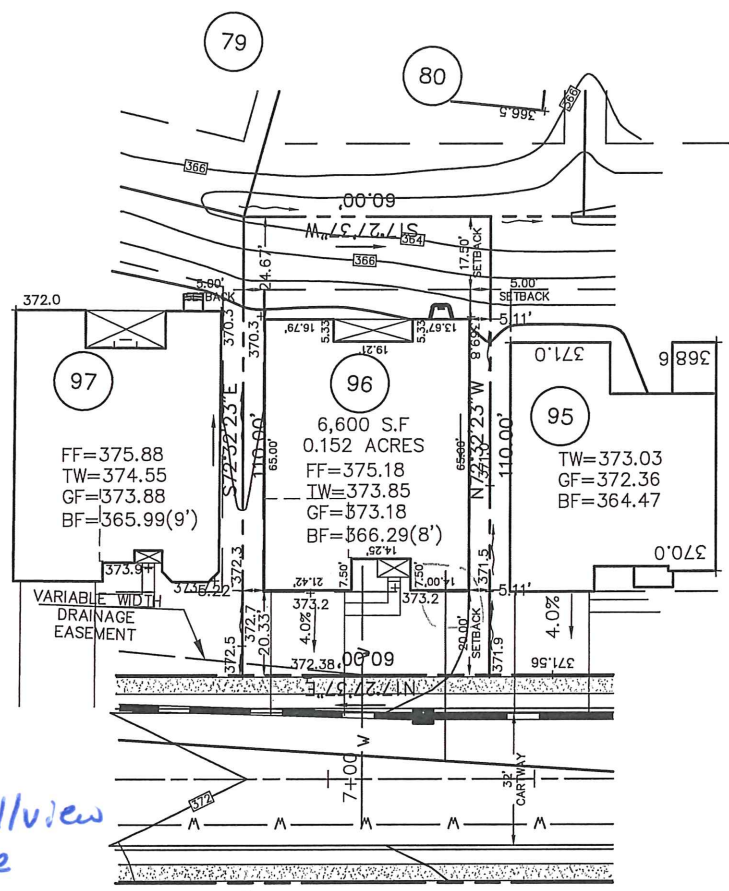 79
80
366.5
366
366
60.00'
S17°27'37"W
364
366
24.67'
17.50'
SETBACK
5.00'
SETBACK
5.00'
SETBACK
372.0
370.3
370.3
16.79'
5.33
19.21'
5.33
13.67'
369.8
5.11'
371.0
368.6
97
96
95
S72°32'23"E
110.00'
65.00'
6,600 S.F
0.152 ACRES
FF=375.18
TW=373.85
GF=373.18
BF=366.29(8')
65.00'
N72°32'23"W
371.0
110.00'
FF=375.88
TW=374.55
GF=373.88
BF=365.99(9')
TW=373.03
GF=372.36
BF=364.47
370.0
14.25'
7.50'
7.50'
21.42'
14.00'
373.9
373.
5.22'
372.3
373.2
373.2
371.5
5.11'
VARIABLE WIDTH
DRAINAGE
EASEMENT
372.5
372.7
20.33'
4.0%
20.00'
SETBACK
371.9
4.0%
372.38'
60.00'
371.56
N17°27'37"E
7+00
W
32'
CARTWAY
372
W W W W W
llview
e